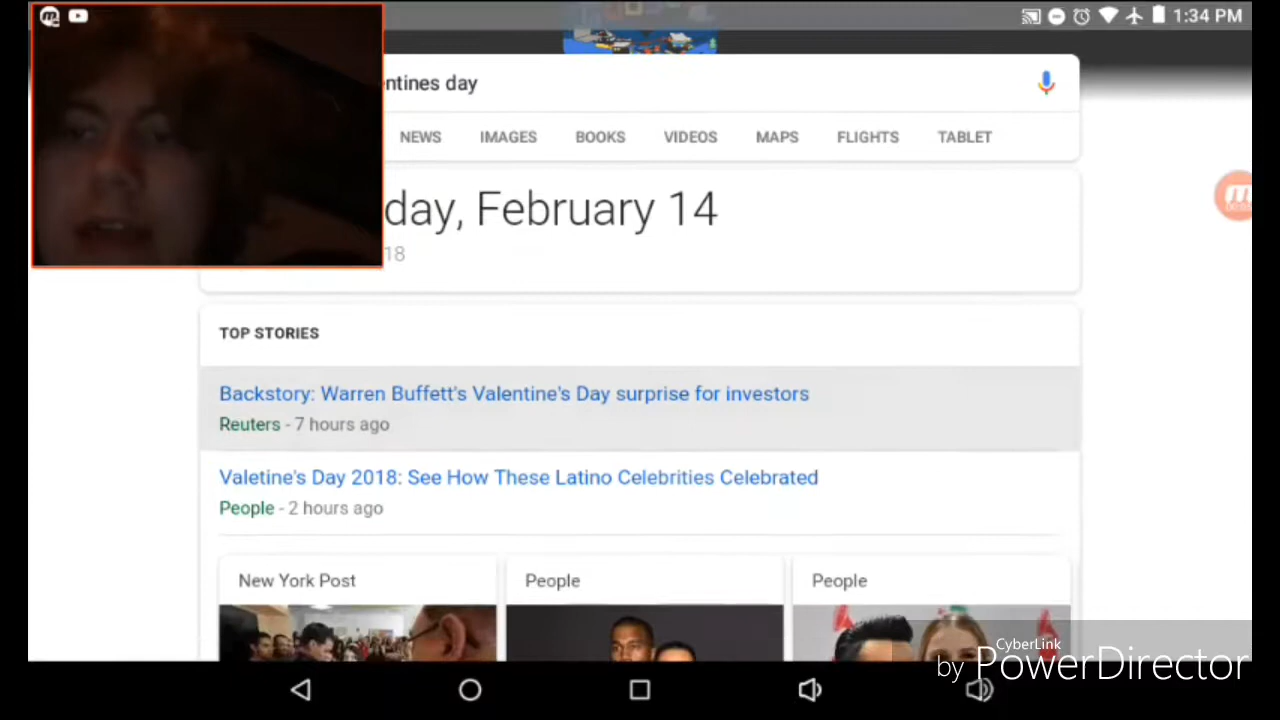 1:34 PM
ntines day
NEWS IMAGES BOOKS VIDEOS MAPS FLIGHTS TABLET
day, February 14
18
TOP STORIES
Backstory: Warren Buffett's Valentine's Day surprise for investors
Reuters - 7 hours ago
Valetine's Day 2018: See How These Latino Celebrities Celebrated
People - 2 hours ago
New York Post People People
CyberLink
by PowerDirector